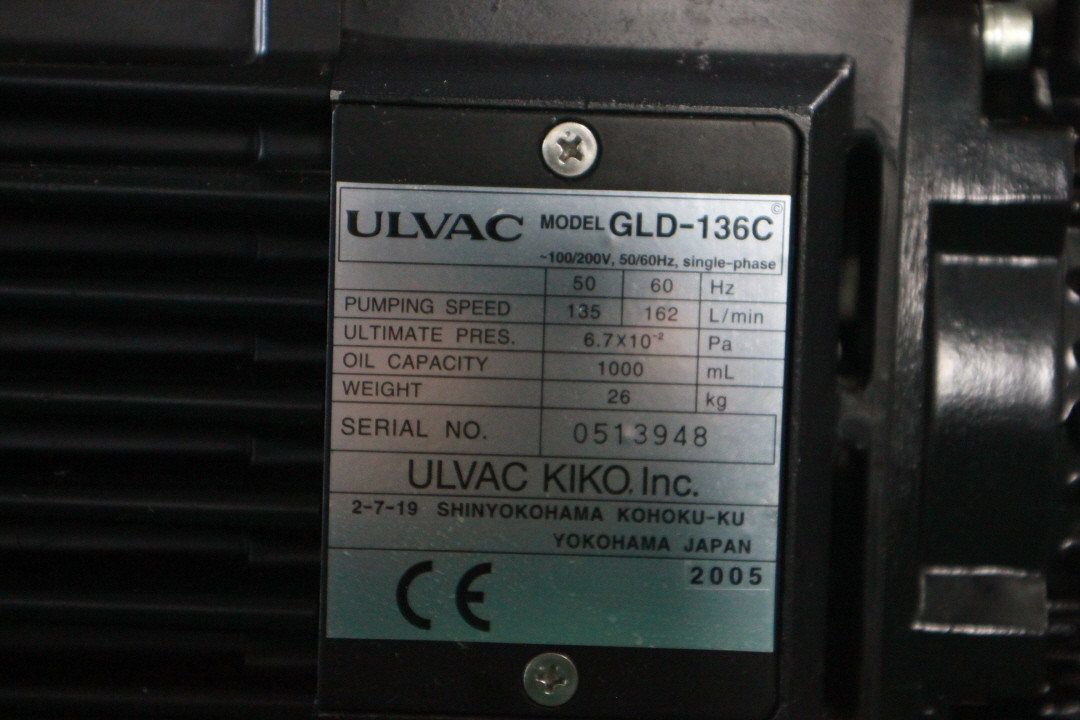 ULVAC MODEL GLD-136C ©
~100/200V, 50/60Hz, single-phase
50 60 Hz
PUMPING SPEED 135 162 L/min
ULTIMATE PRES. 6.7X10⁻² Pa
OIL CAPACITY 1000 mL
WEIGHT 26 kg
SERIAL NO. 0513948
ULVAC KIKO. Inc.
2-7-19 SHINYOKOHAMA KOHOKU-KU
YOKOHAMA JAPAN
2005
CE